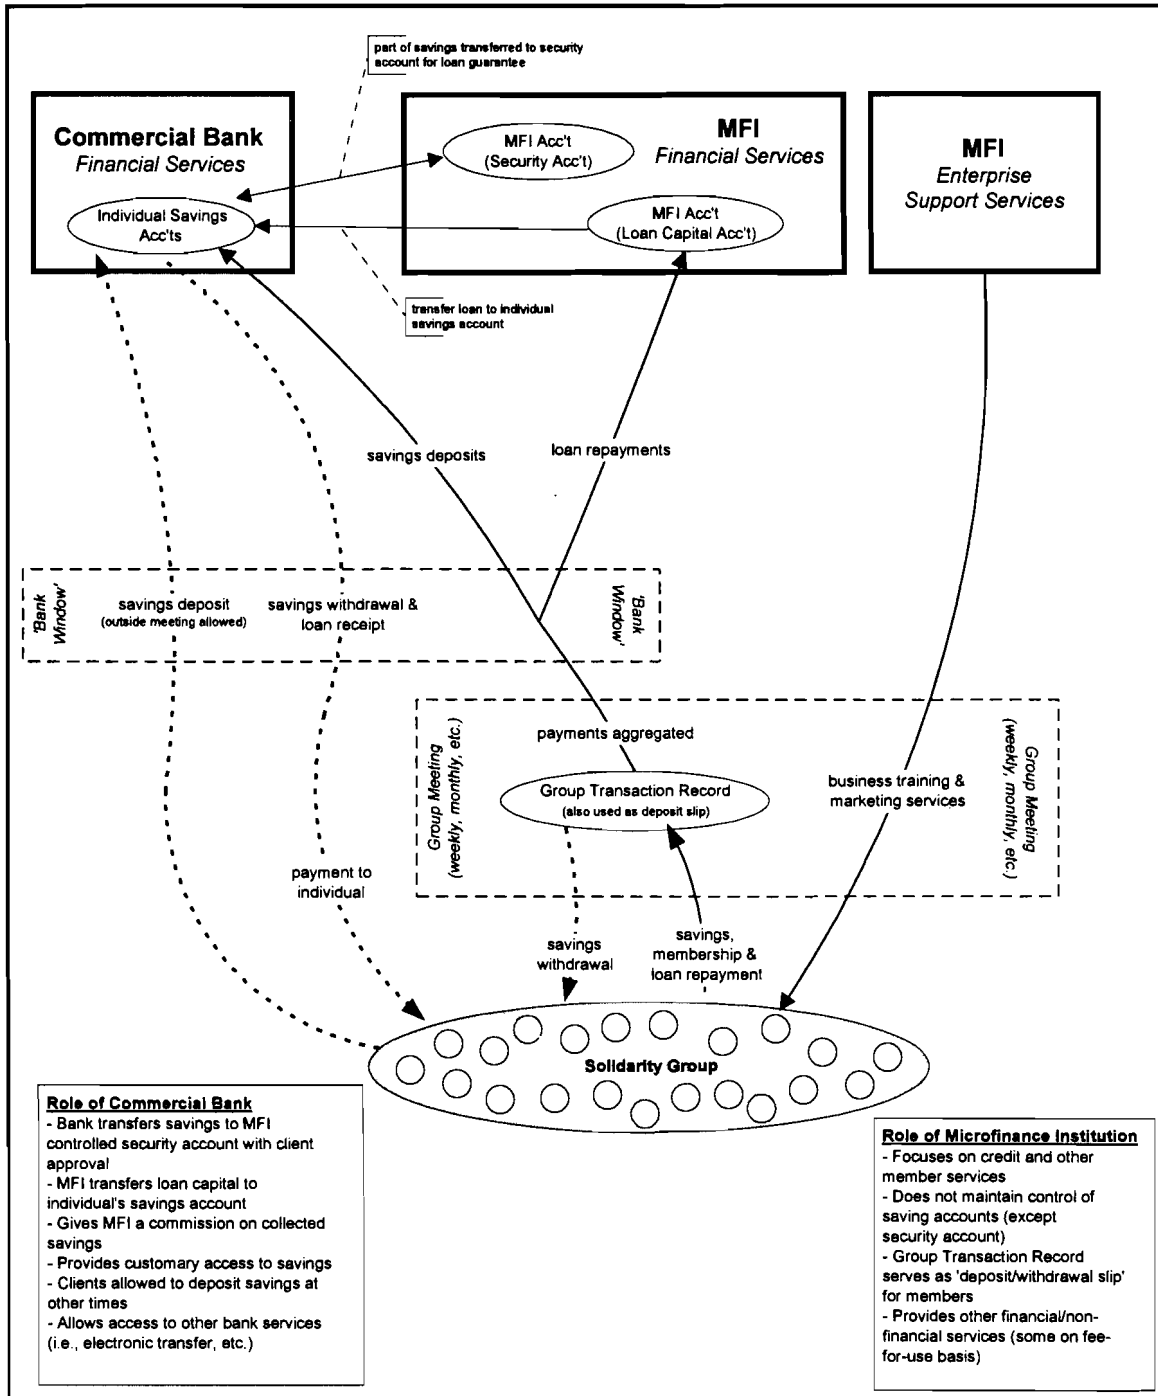 part of savings transferred to security
account for loan guarantee
Commercial Bank
Financial Services
Individual Savings
Acc'ts
MFI Acc't
(Security Acc't)
MFI
Financial Services
MFI Acc't
(Loan Capital Acc't)
MFI
Enterprise
Support Services
transfer loan to individual
savings account
savings deposits
loan repayments
'Bank
Window'
savings deposit
(outside meeting allowed)
savings withdrawal &
loan receipt
'Bank
Window'
Group Meeting
(weekly, monthly, etc.)
payments aggregated
Group Transaction Record
(also used as deposit slip)
business training &
marketing services
Group Meeting
(weekly, monthly,
etc.)
payment to
individual
savings
withdrawal
savings,
membership &
loan repayment
Solidarity Group
Role of Commercial Bank
- Bank transfers savings to MFI
controlled security account with client
approval
- MFI transfers loan capital to
individual's savings account
- Gives MFI a commission on collected
savings
- Provides customary access to savings
- Clients allowed to deposit savings at
other times
- Allows access to other bank services
(i.e., electronic transfer, etc.)
Role of Microfinance Institution
- Focuses on credit and other
member services
- Does not maintain control of
saving accounts (except
security account)
- Group Transaction Record
serves as 'deposit/withdrawal slip'
for members
- Provides other financial/non-
financial services (some on fee-
for-use basis)